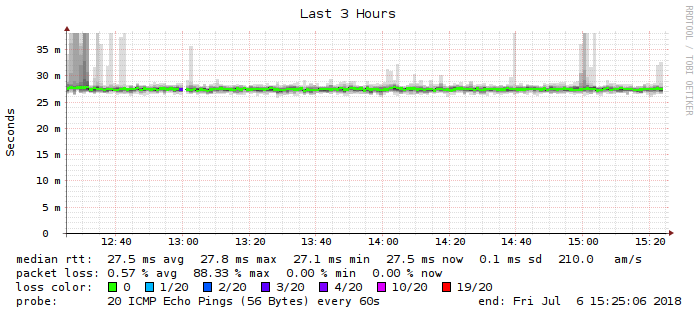 Last 3 Hours
RRDTOOL / TOBI OETIKER
Seconds
35 m
30 m
25 m
20 m
15 m
10 m
5 m
0
12:40 13:00 13:20 13:40 14:00 14:20 14:40 15:00 15:20
median rtt: 27.5 ms avg 27.8 ms max 27.1 ms min 27.5 ms now 0.1 ms sd 210.0 am/s
packet loss: 0.57 % avg 88.33 % max 0.00 % min 0.00 % now
loss color: 0 1/20 2/20 3/20 4/20 10/20 19/20
probe: 20 ICMP Echo Pings (56 Bytes) every 60s end: Fri Jul 6 15:25:06 2018